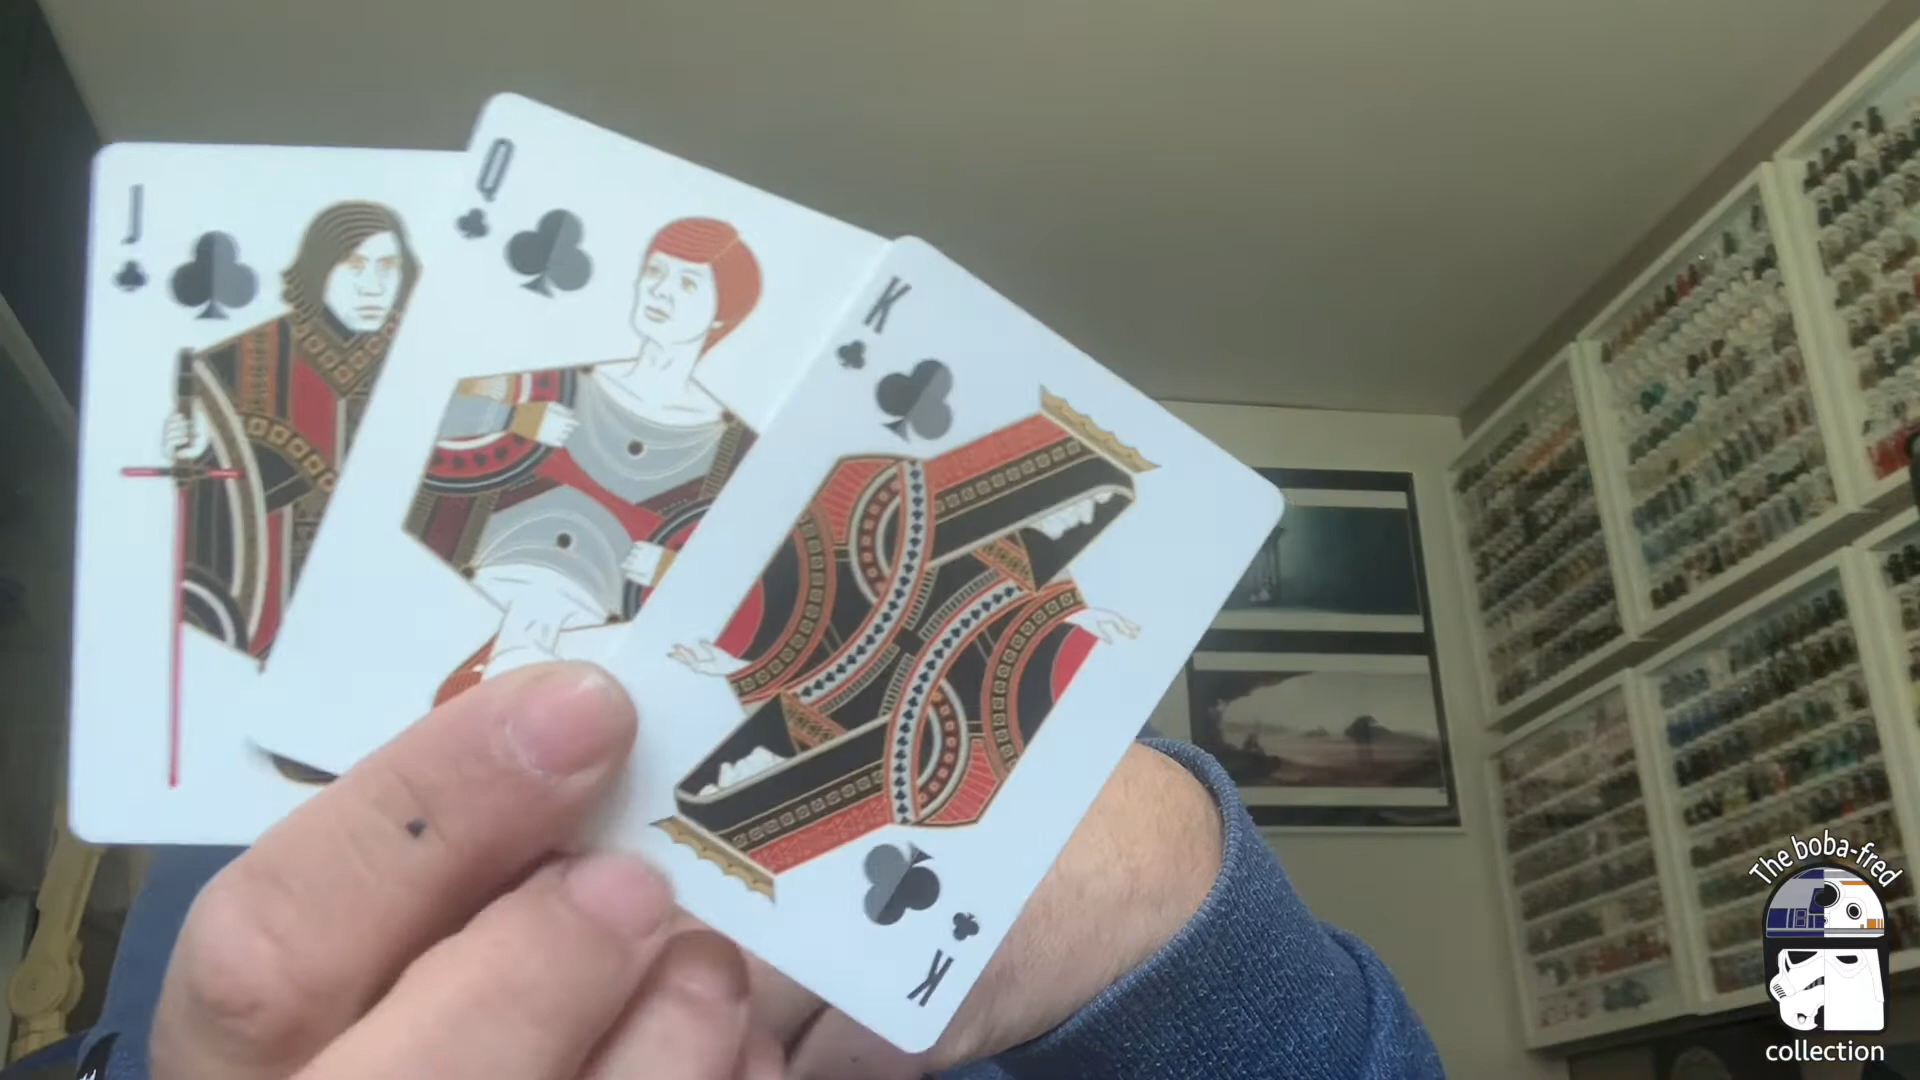 J
Q
K
K
The boba-fred
collection